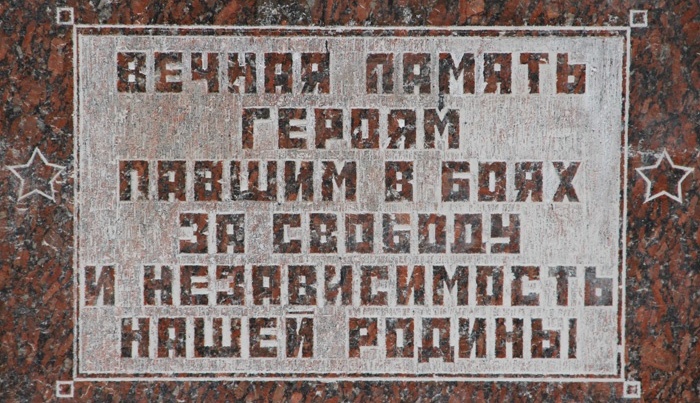 ВЕЧНАЯ ПАМЯТЬ
ГЕРОЯМ
ПАВШИМ В БОЯХ
ЗА СВОБОДУ
И НЕЗАВИСИМОСТЬ
НАШЕЙ РОДИНЫ